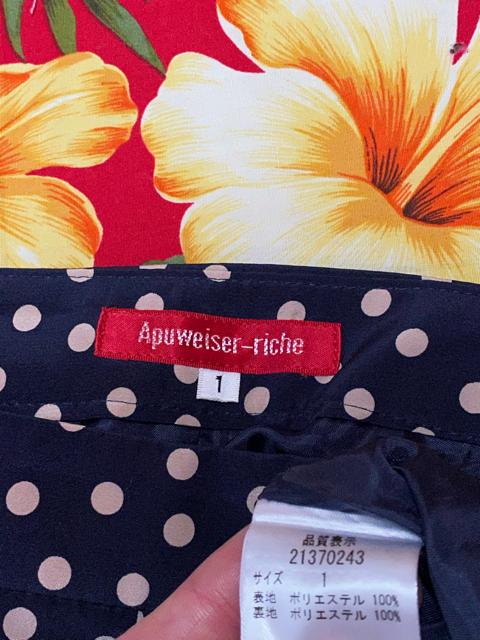 Apuweiser-riche
1
品質表示
21370243
サイズ 1
表地 ポリエステル 100%
裏地 ポリエステル 100%